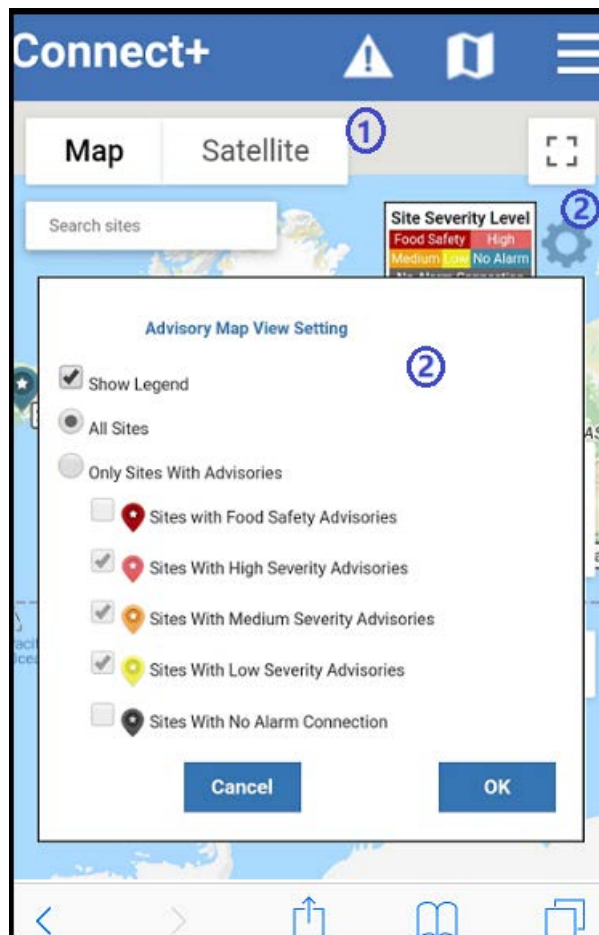 Connect+
1
Map Satellite
2
Search sites
Site Severity Level
Food Safety High
Medium Low No Alarm
No Alarm Connection
Advisory Map View Setting
2
Show Legend
All Sites
Only Sites With Advisories
Sites with Food Safety Advisories
Sites With High Severity Advisories
Sites With Medium Severity Advisories
Sites With Low Severity Advisories
Sites With No Alarm Connection
Cancel OK